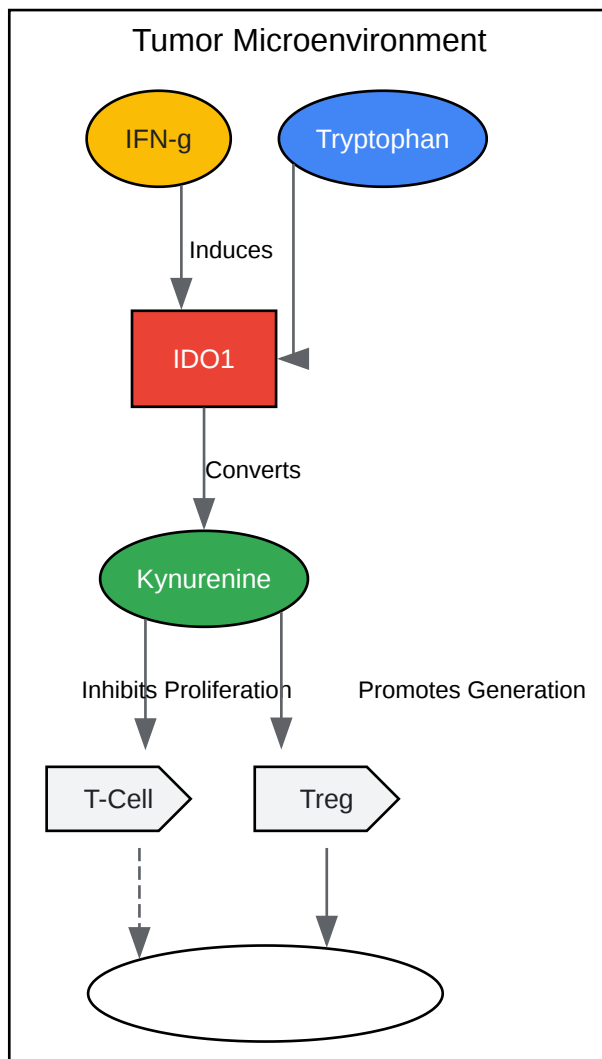 Tumor Microenvironment
IFN-g
Tryptophan
Induces
IDO1
Converts
Kynurenine
Inhibits Proliferation
Promotes Generation
T-Cell
Treg